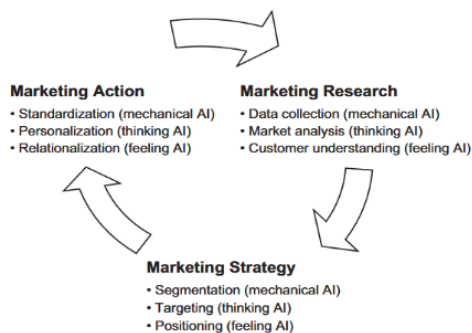 Marketing Action
• Standardization (mechanical AI)
• Personalization (thinking AI)
• Relationalization (feeling AI)
Marketing Research
• Data collection (mechanical AI)
• Market analysis (thinking AI)
• Customer understanding (feeling AI)
Marketing Strategy
• Segmentation (mechanical AI)
• Targeting (thinking AI)
• Positioning (feeling AI)